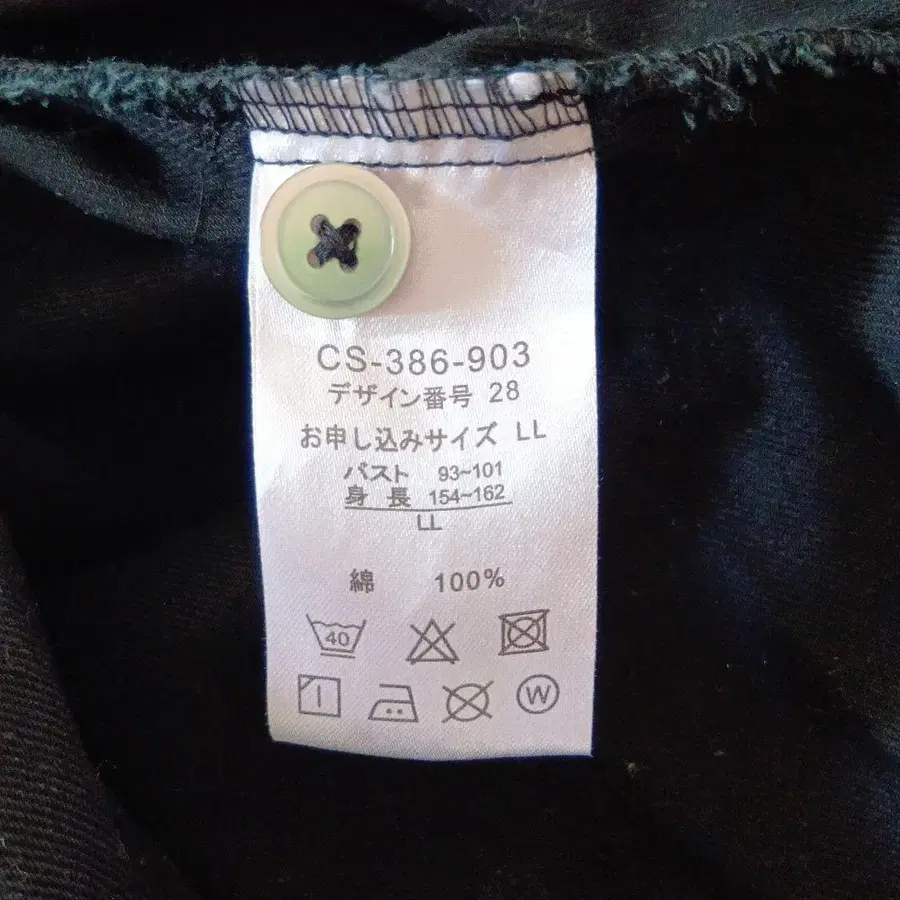 CS-386-903
デザイン番号 28
お申し込みサイズ LL
バスト 93~101
身 長 154~162
LL
綿 100%
40
W